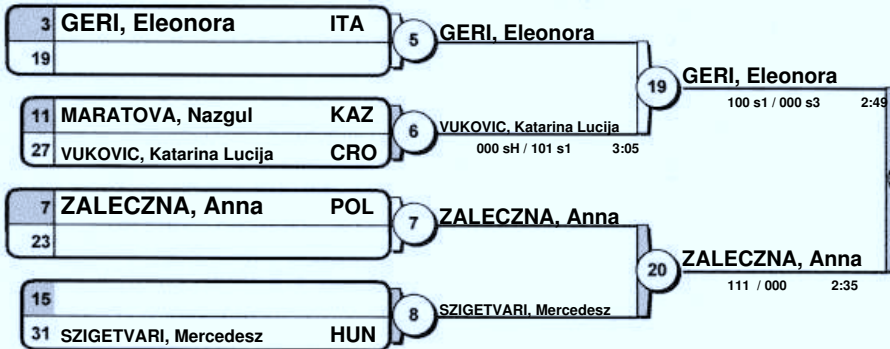 3 GERI, Eleonora ITA
19
5
GERI, Eleonora
11 MARATOVA, Nazgul KAZ
27 VUKOVIC, Katarina Lucija CRO
6
VUKOVIC, Katarina Lucija
000 sH / 101 s1 3:05
19
GERI, Eleonora
100 s1 / 000 s3 2:49
7 ZALECZNA, Anna POL
23
7
ZALECZNA, Anna
15
31 SZIGETVARI, Mercedesz HUN
8
SZIGETVARI, Mercedesz
20
ZALECZNA, Anna
111 / 000 2:35